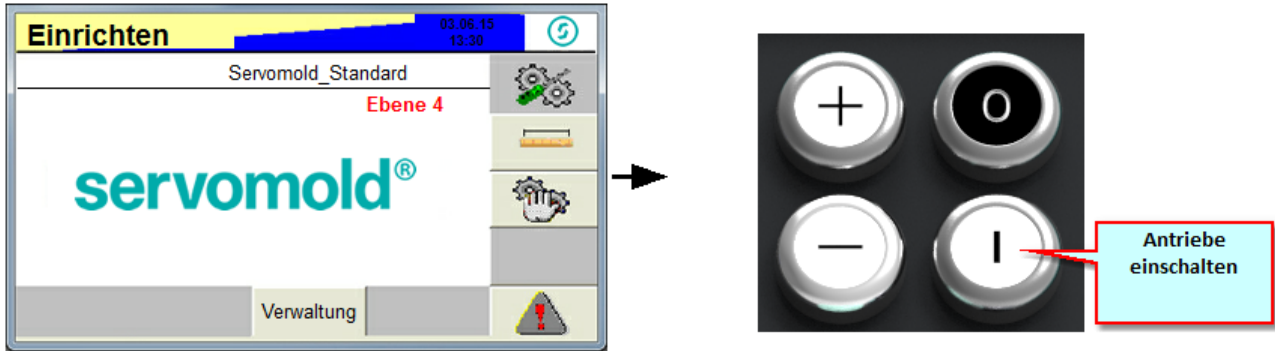 Einrichten
03.06.15
13:30
Servomold_Standard
Ebene 4
servomold®
Verwaltung
+
O
−
I
Antriebe
einschalten